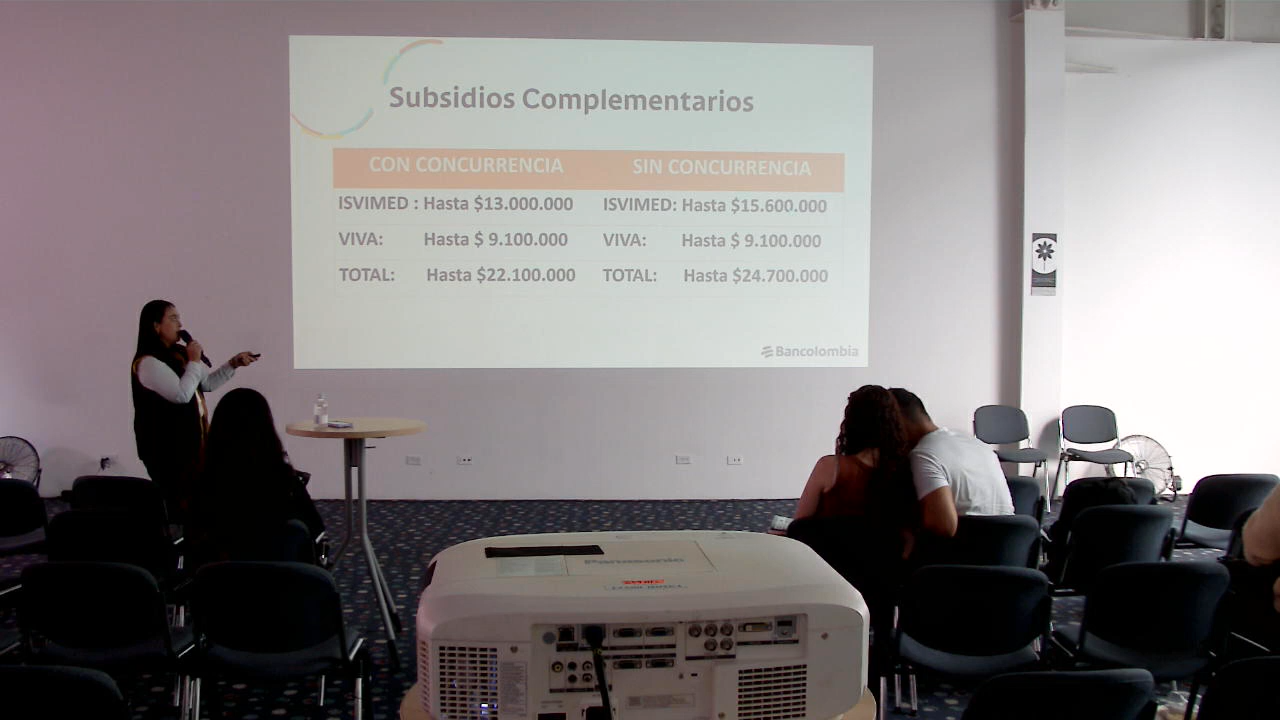 Subsidios Complementarios
CON CONCURRENCIA SIN CONCURRENCIA
ISVIMED : Hasta $13.000.000 ISVIMED: Hasta $15.600.000
VIVA: Hasta $ 9.100.000 VIVA: Hasta $ 9.100.000
TOTAL: Hasta $22.100.000 TOTAL: Hasta $24.700.000
Bancolombia
Panasonic